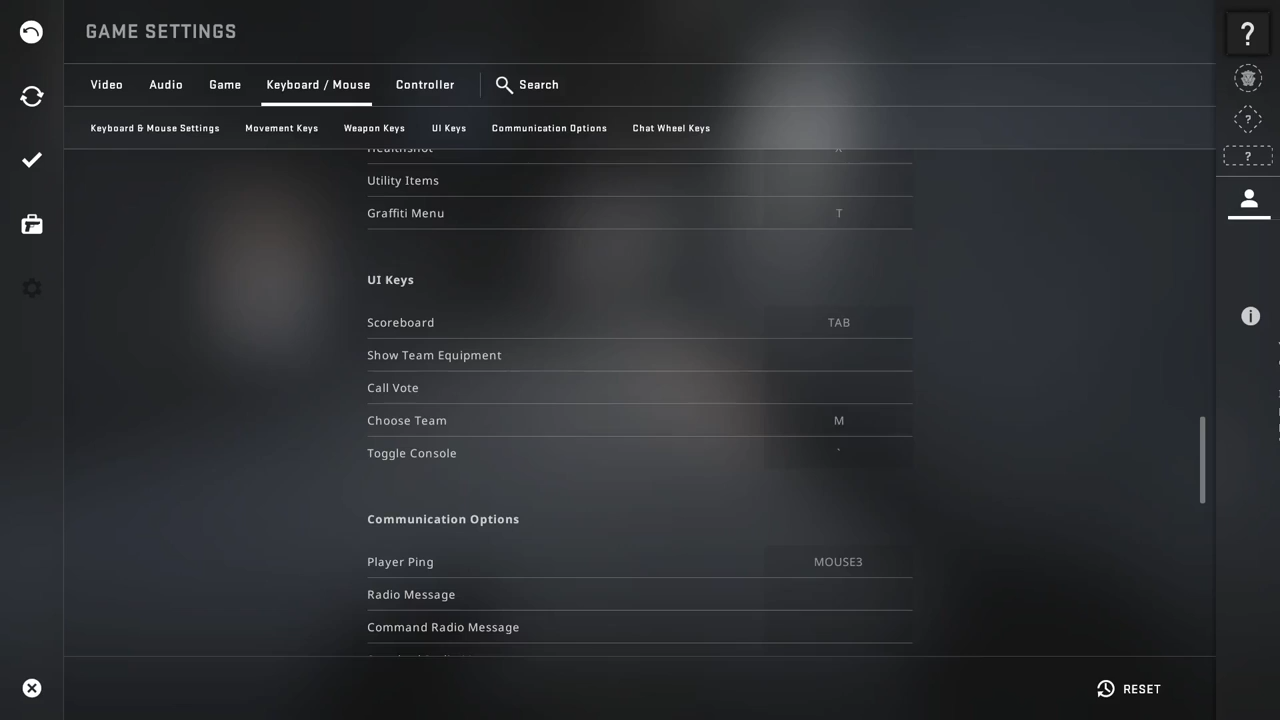 GAME SETTINGS
?
Video Audio Game Keyboard / Mouse Controller Search
Keyboard & Mouse Settings Movement Keys Weapon Keys UI Keys Communication Options Chat Wheel Keys
?
?
Healthshot X
Utility Items
Graffiti Menu T
UI Keys
Scoreboard TAB
Show Team Equipment
Call Vote
Choose Team M
Toggle Console `
Communication Options
Player Ping MOUSE3
Radio Message
Command Radio Message
RESET